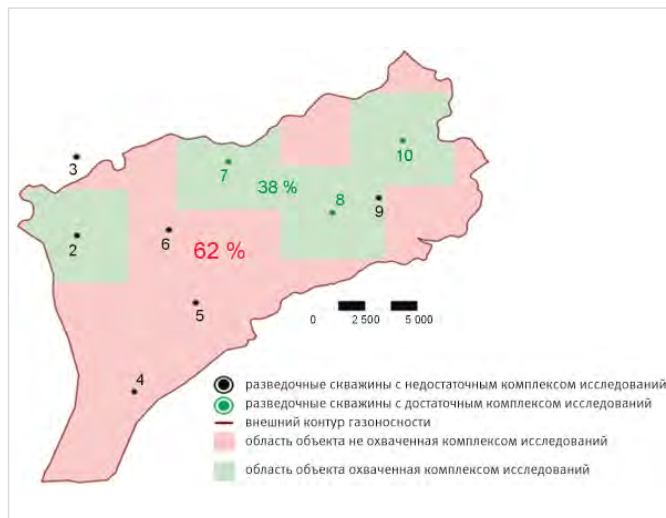 10
3
7
38 %
8
9
2
6
62 %
5
0 2 500 5 000
4
разведочные скважины с недостаточным комплексом исследований
разведочные скважины с достаточным комплексом исследований
внешний контур газоносности
область объекта не охваченная комплексом исследований
область объекта охваченная комплексом исследований